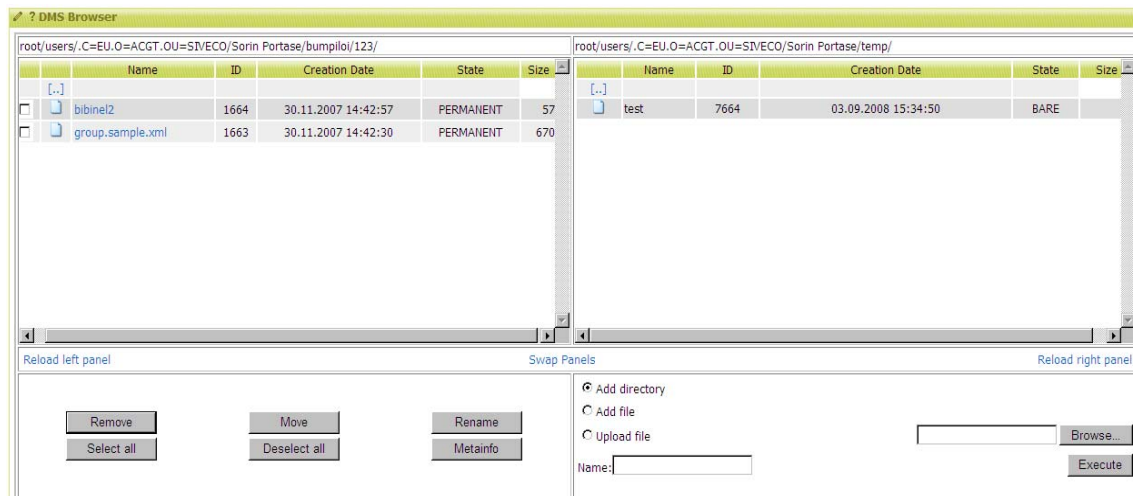 ? DMS Browser
root/users/.C=EU.O=ACGT.OU=SIVECO/Sorin Portase/bumpiloi/123/
Name ID Creation Date State Size
[..]
bibinel2 1664 30.11.2007 14:42:57 PERMANENT 57
group.sample.xml 1663 30.11.2007 14:42:30 PERMANENT 670
root/users/.C=EU.O=ACGT.OU=SIVECO/Sorin Portase/temp/
Name ID Creation Date State Size
[..]
test 7664 03.09.2008 15:34:50 BARE
Reload left panel Swap Panels Reload right panel
Remove Move Rename
Select all Deselect all Metainfo
Add directory
Add file
Upload file Browse...
Name: Execute